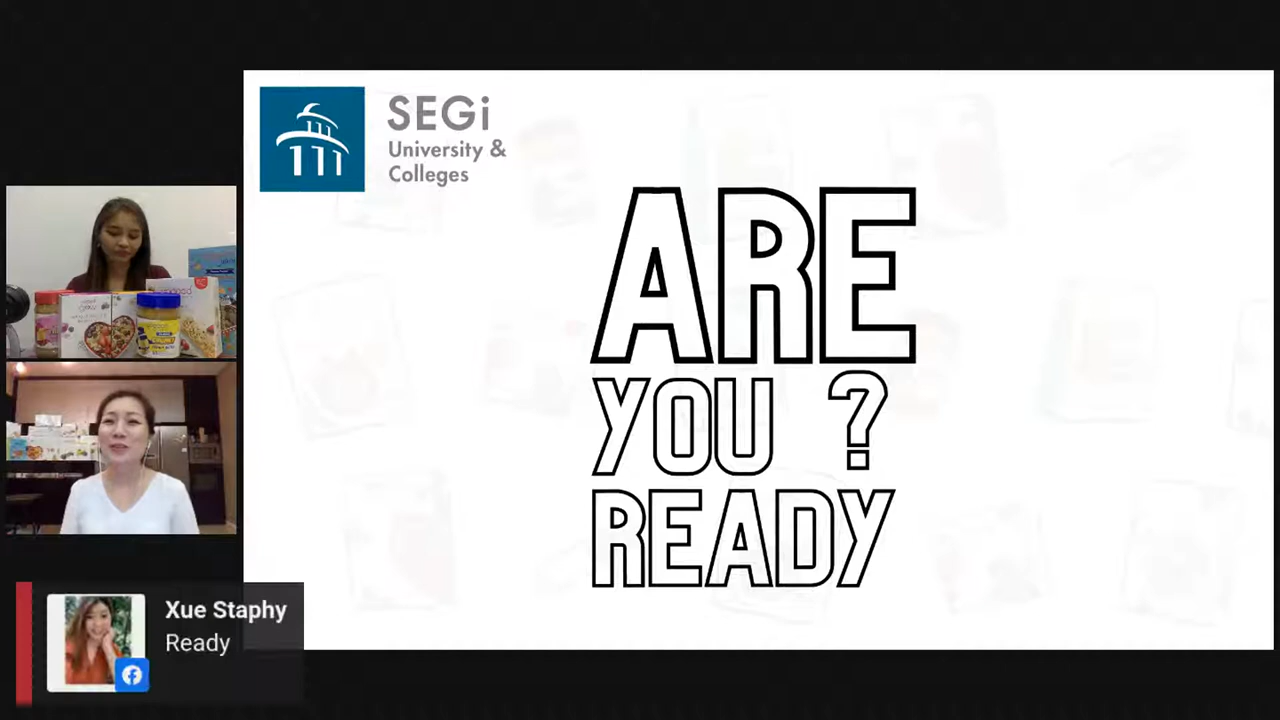 SEGi
University &
Colleges
ARE
YOU ?
READY
Xue Staphy
Ready